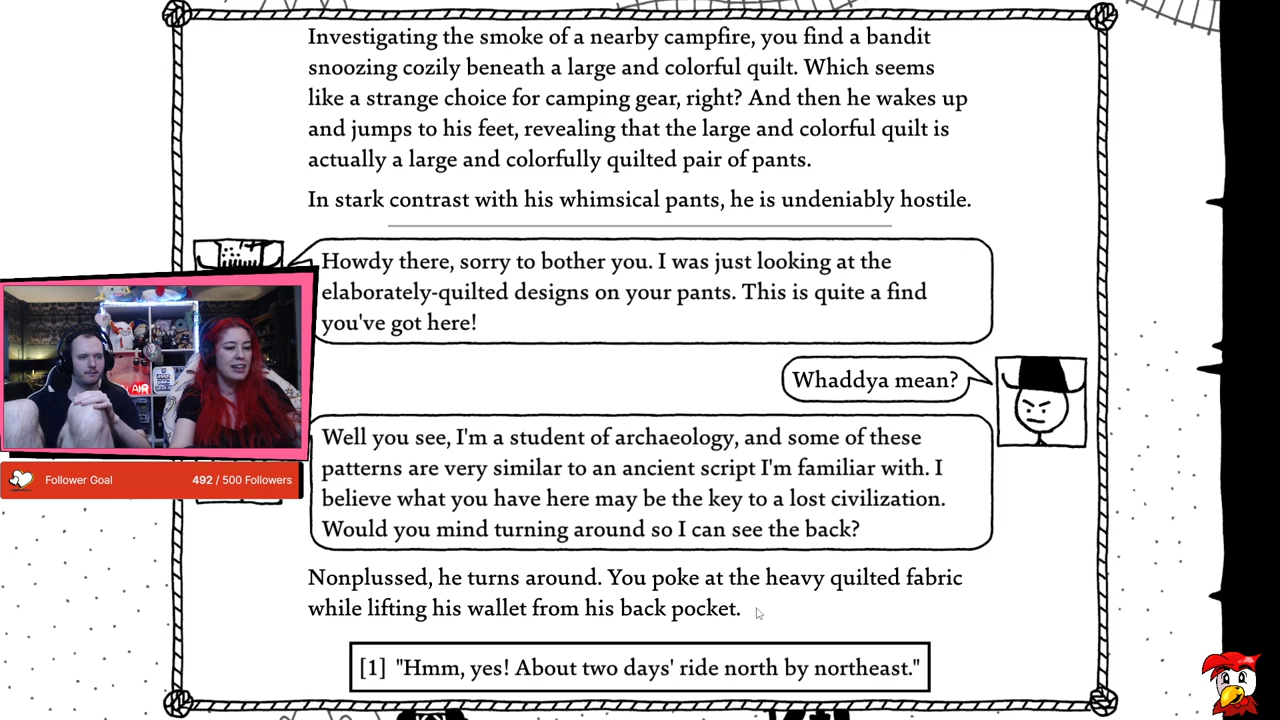 Investigating the smoke of a nearby campfire, you find a bandit
snoozing cozily beneath a large and colorful quilt. Which seems
like a strange choice for camping gear, right? And then he wakes up
and jumps to his feet, revealing that the large and colorful quilt is
actually a large and colorfully quilted pair of pants.
In stark contrast with his whimsical pants, he is undeniably hostile.
Howdy there, sorry to bother you. I was just looking at the
elaborately-quilted designs on your pants. This is quite a find
you've got here!
Whaddya mean?
Well you see, I'm a student of archaeology, and some of these
patterns are very similar to an ancient script I'm familiar with. I
believe what you have here may be the key to a lost civilization.
Would you mind turning around so I can see the back?
Follower Goal 492 / 500 Followers
Nonplussed, he turns around. You poke at the heavy quilted fabric
while lifting his wallet from his back pocket.
[1] "Hmm, yes! About two days' ride north by northeast."